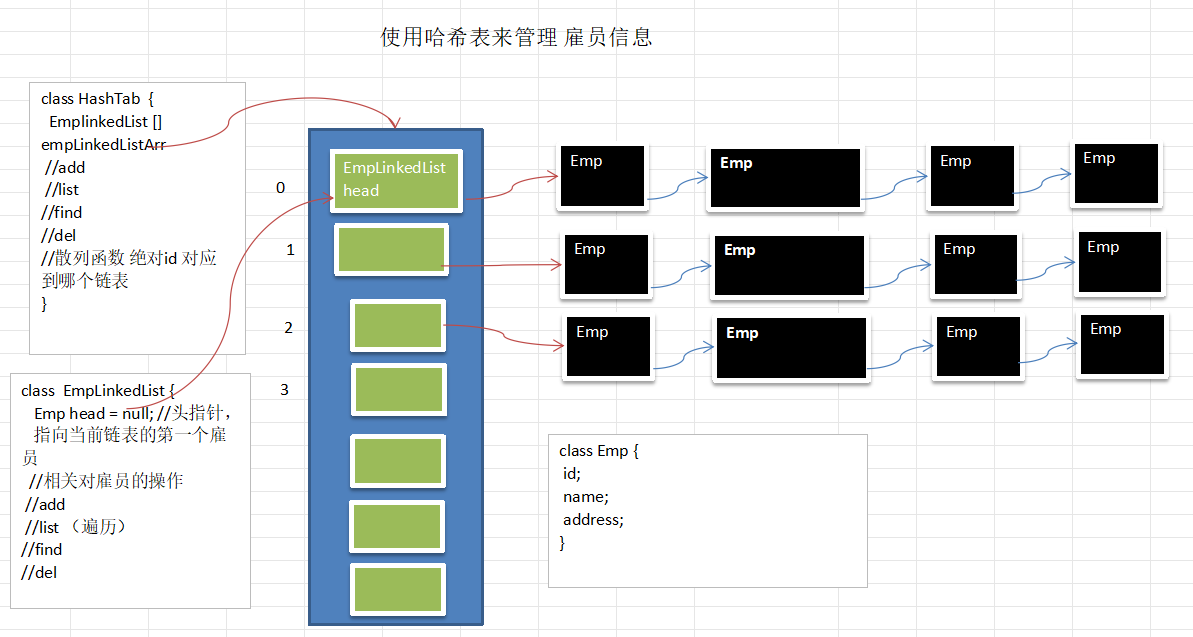 使用哈希表来管理 雇员信息
class HashTab {
EmplinkedList []
empLinkedListArr
//add
//list
//find
//del
//散列函数 绝对id 对应
到哪个链表
}
class EmpLinkedList {
Emp head = null; //头指针，
指向当前链表的第一个雇
员
//相关对雇员的操作
//add
//list （遍历）
//find
//del
0
1
2
3
EmpLinkedList
head
Emp
Emp
Emp
Emp
Emp
Emp
Emp
Emp
Emp
Emp
Emp
Emp
class Emp {
id;
name;
address;
}